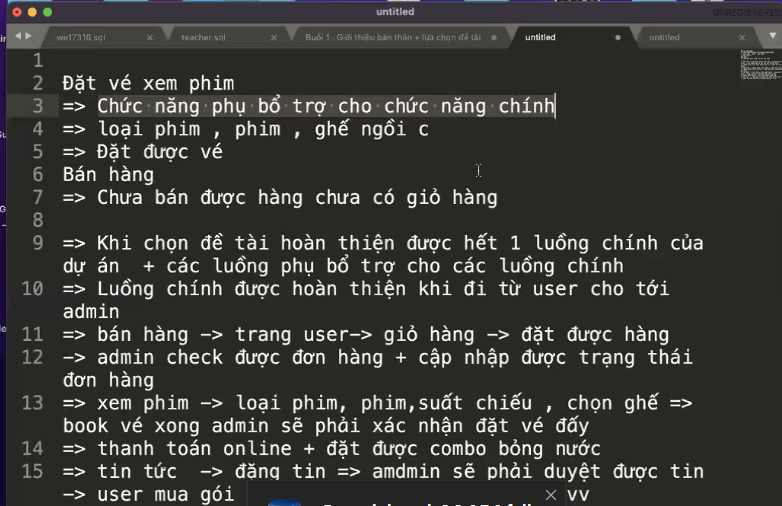 untitled
UNREGISTERED
we17316.sql
teacher.sql
Buổi 1 : Giới thiệu bản thân + lựa chọn đề tài
untitled
untitled
1
2 Đặt vé xem phim
3 => Chức năng phụ bổ trợ cho chức năng chính
4 => loại phim , phim , ghế ngồi c
5 => Đặt được vé
6 Bán hàng
7 => Chưa bán được hàng chưa có giỏ hàng
8
9 => Khi chọn đề tài hoàn thiện được hết 1 luồng chính của
dự án + các luồng phụ bổ trợ cho các luồng chính
10 => Luồng chính được hoàn thiện khi đi từ user cho tới
admin
11 => bán hàng -> trang user-> giỏ hàng -> đặt được hàng
12 -> admin check được đơn hàng + cập nhập được trạng thái
đơn hàng
13 => xem phim -> loại phim, phim,suất chiếu , chọn ghế =>
book vé xong admin sẽ phải xác nhận đặt vé đấy
14 => thanh toán online + đặt được combo bỏng nước
15 => tin tức -> đăng tin => amdmin sẽ phải duyệt được tin
-> user mua gói vv